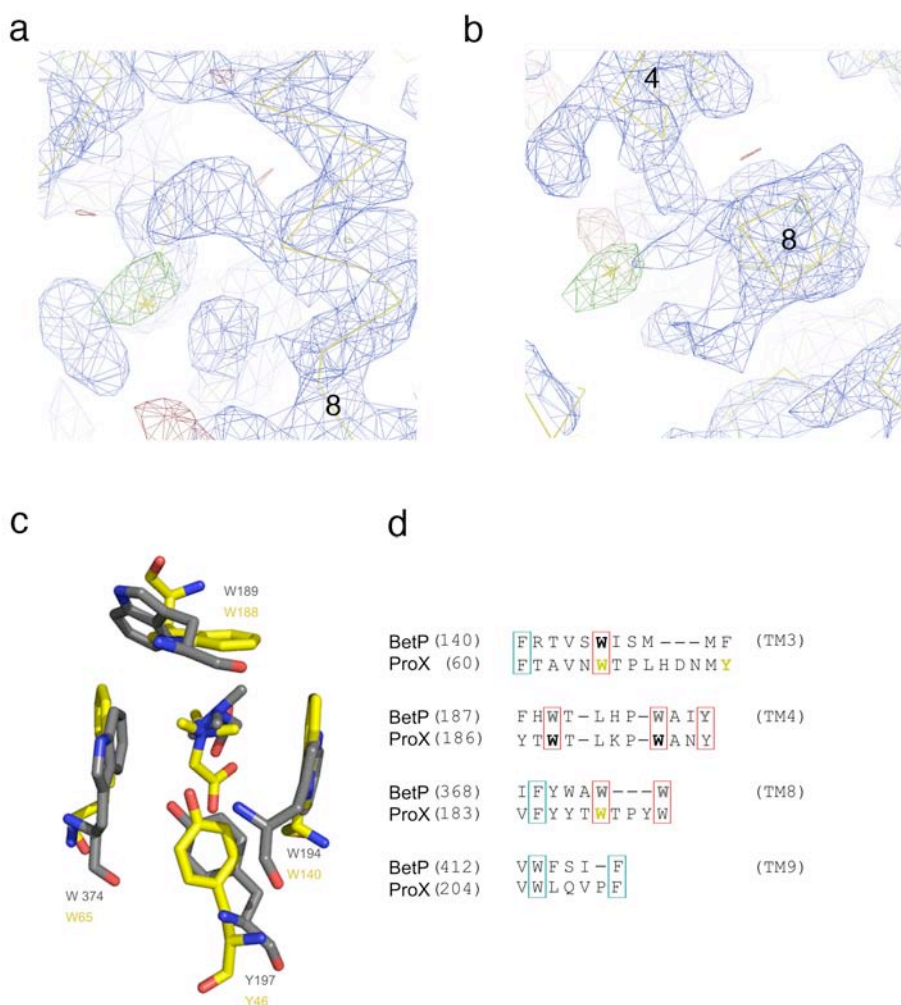 a
b
4
8
8
c
d
W189
W188
W194
W140
W 374
W65
Y197
Y46
BetP (140) FRTVSWISM---MF (TM3)
ProX (60) FTAVNWTPLHDNMY
BetP (187) FHWT-LHP-WAIY (TM4)
ProX (186) YTWT-LKP-WANY
BetP (368) IFYWAW---W (TM8)
ProX (183) VFYYTWTPYW
BetP (412) VWFSI-F (TM9)
ProX (204) VWLQVPF